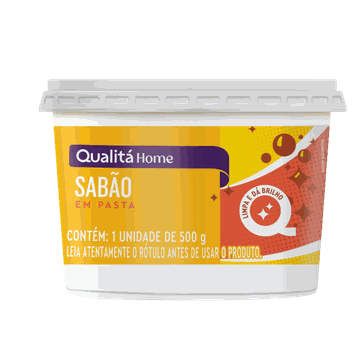 Qualitá Home
SABÃO
EM PASTA
CONTÉM: 1 UNIDADE DE 500 g
LEIA ATENTAMENTE O RÓTULO ANTES DE USAR O PRODUTO.
LIMPA E DÁ BRILHO